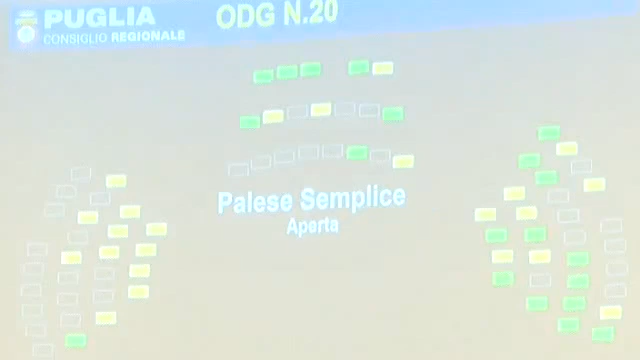 PUGLIA
CONSIGLIO REGIONALE
ODG N.20
Palese Semplice
Aperta